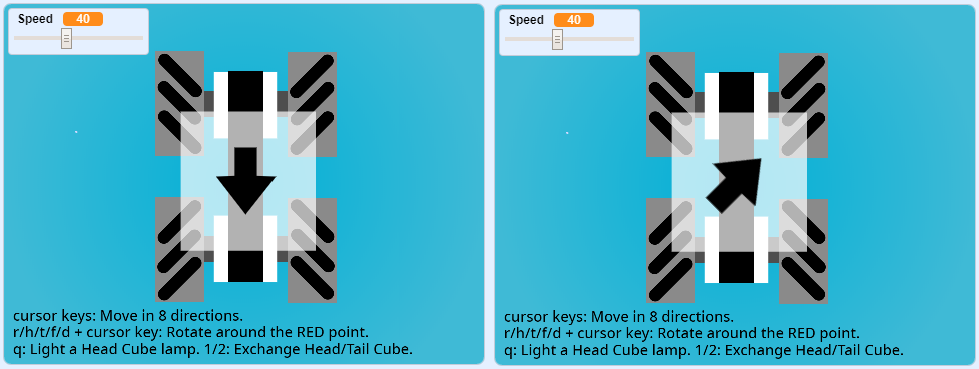 Speed 40
cursor keys: Move in 8 directions.
r/h/t/f/d + cursor key: Rotate around the RED point.
q: Light a Head Cube lamp. 1/2: Exchange Head/Tail Cube.
Speed 40
cursor keys: Move in 8 directions.
r/h/t/f/d + cursor key: Rotate around the RED point.
q: Light a Head Cube lamp. 1/2: Exchange Head/Tail Cube.